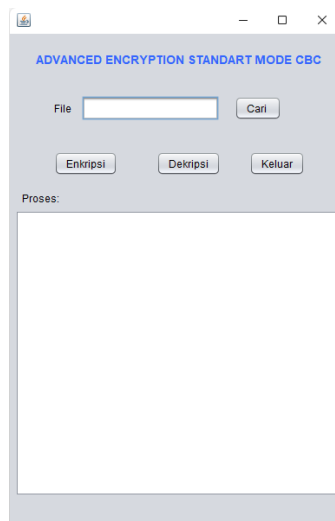 ADVANCED ENCRYPTION STANDART MODE CBC
File Cari
Enkripsi Dekripsi Keluar
Proses: